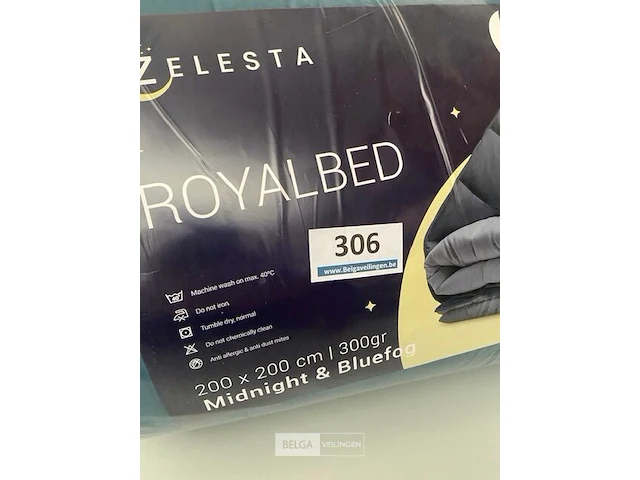 ZELESTA
ROYALBED
306
www.Belgaveilingen.be
Machine wash on max. 40°C
Do not iron.
Tumble dry, normal
Do not chemically clean
Anti allergic & anti dust mites
200 x 200 cm | 300gr
Midnight & Bluefog
BELGA VEILINGEN